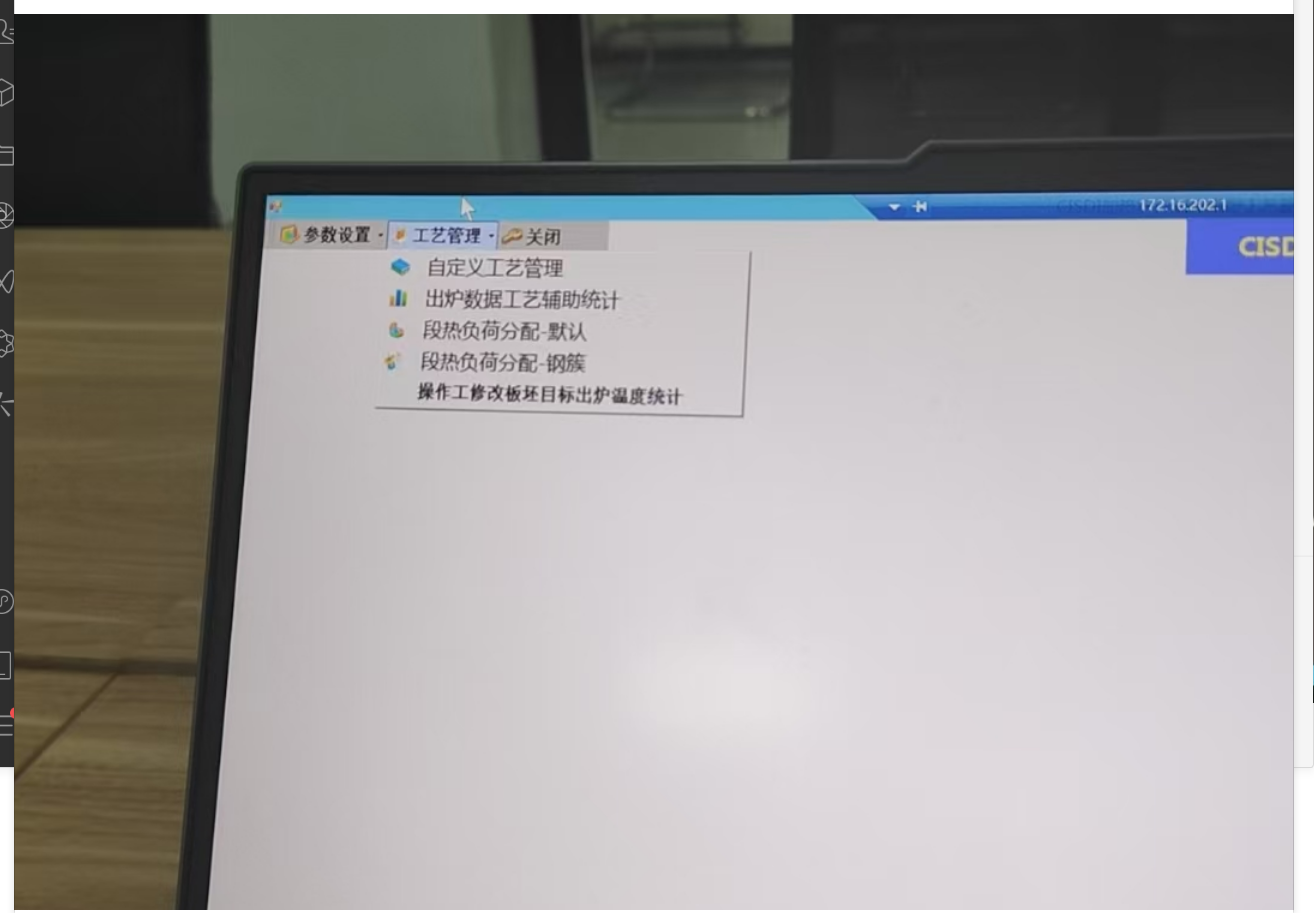 172.16.202.1
参数设置 工艺管理 关闭
CISD
自定义工艺管理
出炉数据工艺辅助统计
段热负荷分配-默认
段热负荷分配-钢簇
操作工修改板坯目标出炉温度统计